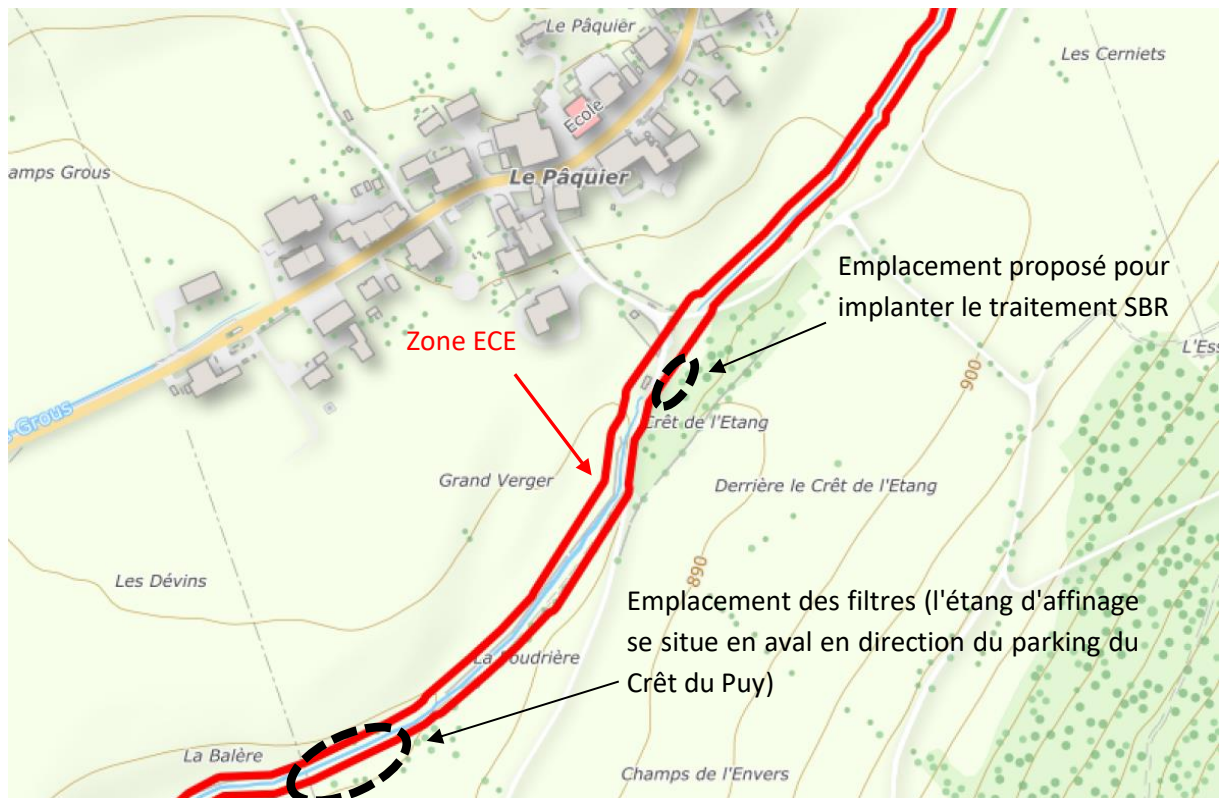 Le Pâquier
Les Cerniets
Ecole
amps Grous
Le Pâquier
Emplacement proposé pour
implanter le traitement SBR
Zone ECE
L'Ess
900
s-Grous
Crêt de l'Etang
Grand Verger
Derrière le Crêt de l'Etang
890
Les Dévins
Emplacement des filtres (l'étang d'affinage
se situe en aval en direction du parking du
Crêt du Puy)
La Poudrière
La Balère
Champs de l'Envers